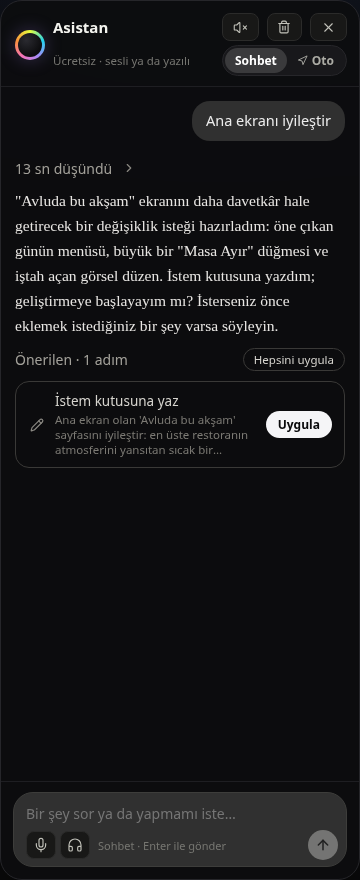 Asistan
Ücretsiz · sesli ya da yazılı
Sohbet
Oto
Ana ekranı iyileştir
13 sn düşündü
"Avluda bu akşam" ekranını daha davetkâr hale
getirecek bir değişiklik isteği hazırladım: öne çıkan
günün menüsü, büyük bir "Masa Ayır" düğmesi ve
iştah açan görsel düzen. İstem kutusuna yazdım;
geliştirmeye başlayayım mı? İsterseniz önce
eklemek istediğiniz bir şey varsa söyleyin.
Önerilen · 1 adım
Hepsini uygula
İstem kutusuna yaz
Ana ekran olan 'Avluda bu akşam'
sayfasını iyileştir: en üste restoranın
atmosferini yansıtan sıcak bir...
Uygula
Bir şey sor ya da yapmamı iste...
Sohbet · Enter ile gönder